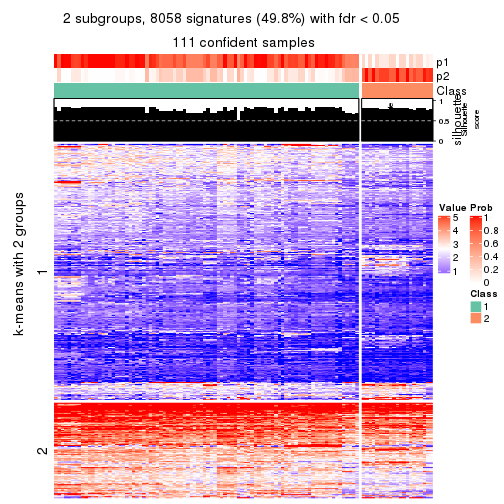 2 subgroups, 8058 signatures (49.8%) with fdr < 0.05
111 confident samples
p1
p2
Class
1
0.5
0
silhouette
Silhouette
score
k-means with 2 groups
1
2
Value
5
4
3
2
1
Prob
1
0.8
0.6
0.4
0.2
0
Class
1
2